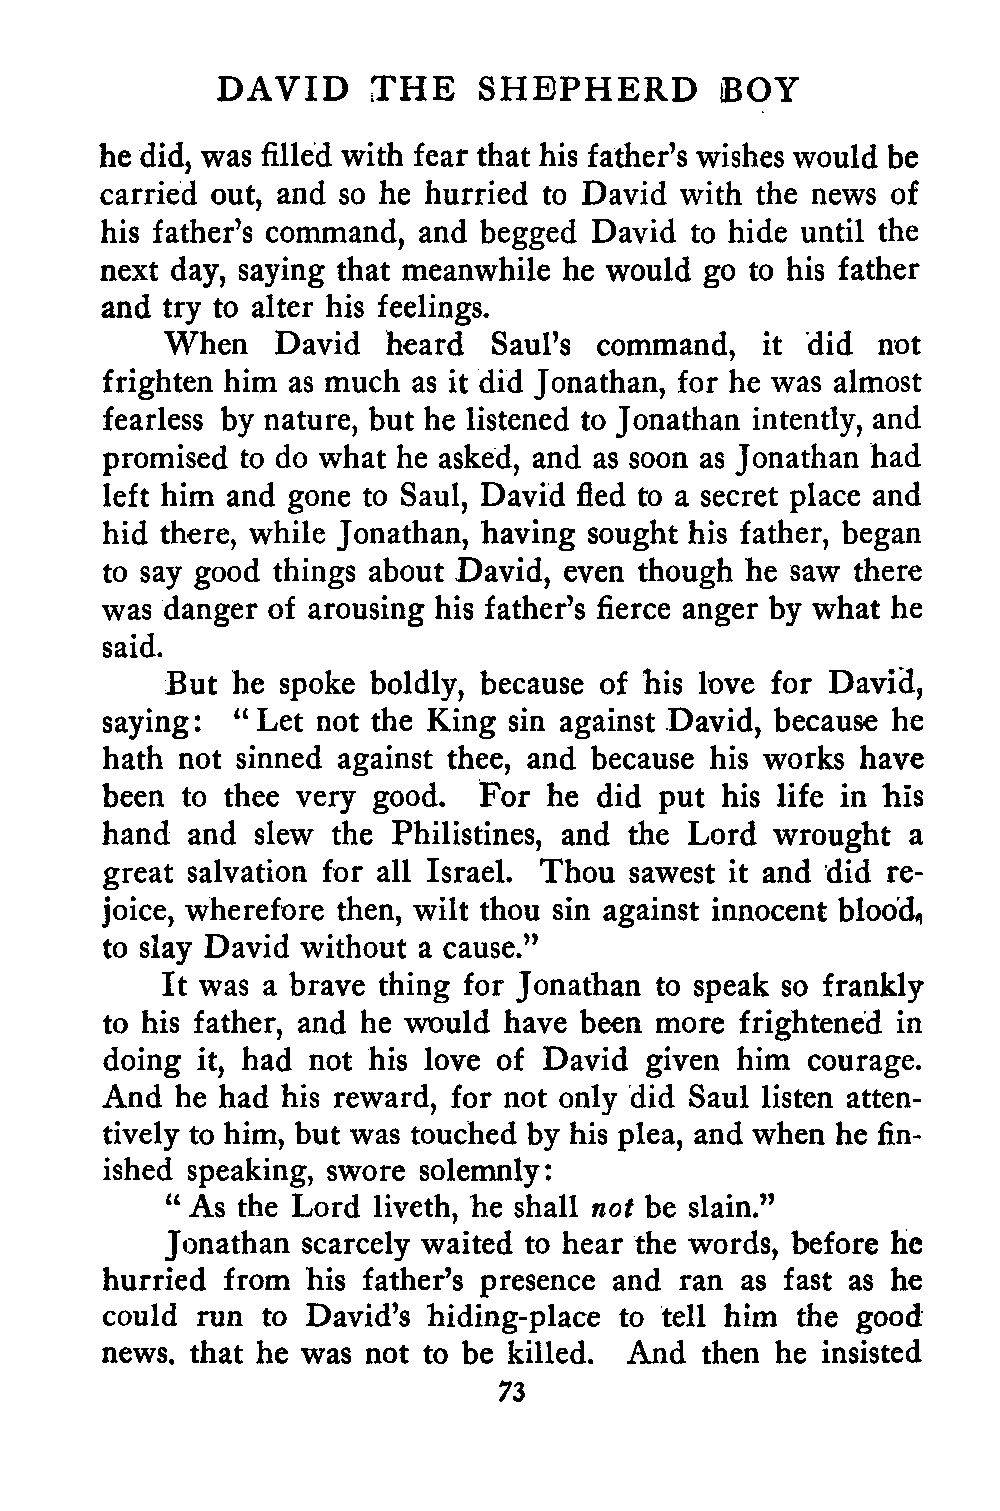 DAVID THE SHEPHERD BOY
he did, was filled with fear that his father's wishes would be
carried out, and so he hurried to David with the news of
his father's command, and begged David to hide until the
next day, saying that meanwhile he would go to his father
and try to alter his feelings.
When David heard Saul's command, it did not
frighten him as much as it did Jonathan, for he was almost
fearless by nature, but he listened to Jonathan intently, and
promised to do what he asked, and as soon as Jonathan had
left him and gone to Saul, David fled to a secret place and
hid there, while Jonathan, having sought his father, began
to say good things about David, even though he saw there
was danger of arousing his father's fierce anger by what he
said.
But he spoke boldly, because of his love for David,
saying: "Let not the King sin against David, because he
hath not sinned against thee, and because his works have
been to thee very good. For he did put his life in his
hand and slew the Philistines, and the Lord wrought a
great salvation for all Israel. Thou sawest it and did re-
joice, wherefore then, wilt thou sin against innocent blood,
to slay David without a cause."
It was a brave thing for Jonathan to speak so frankly
to his father, and he would have been more frightened in
doing it, had not his love of David given him courage.
And he had his reward, for not only did Saul listen atten-
tively to him, but was touched by his plea, and when he fin-
ished speaking, swore solemnly:
"As the Lord liveth, he shall not be slain."
Jonathan scarcely waited to hear the words, before he
hurried from his father's presence and ran as fast as he
could run to David's hiding-place to tell him the good
news, that he was not to be killed. And then he insisted
73